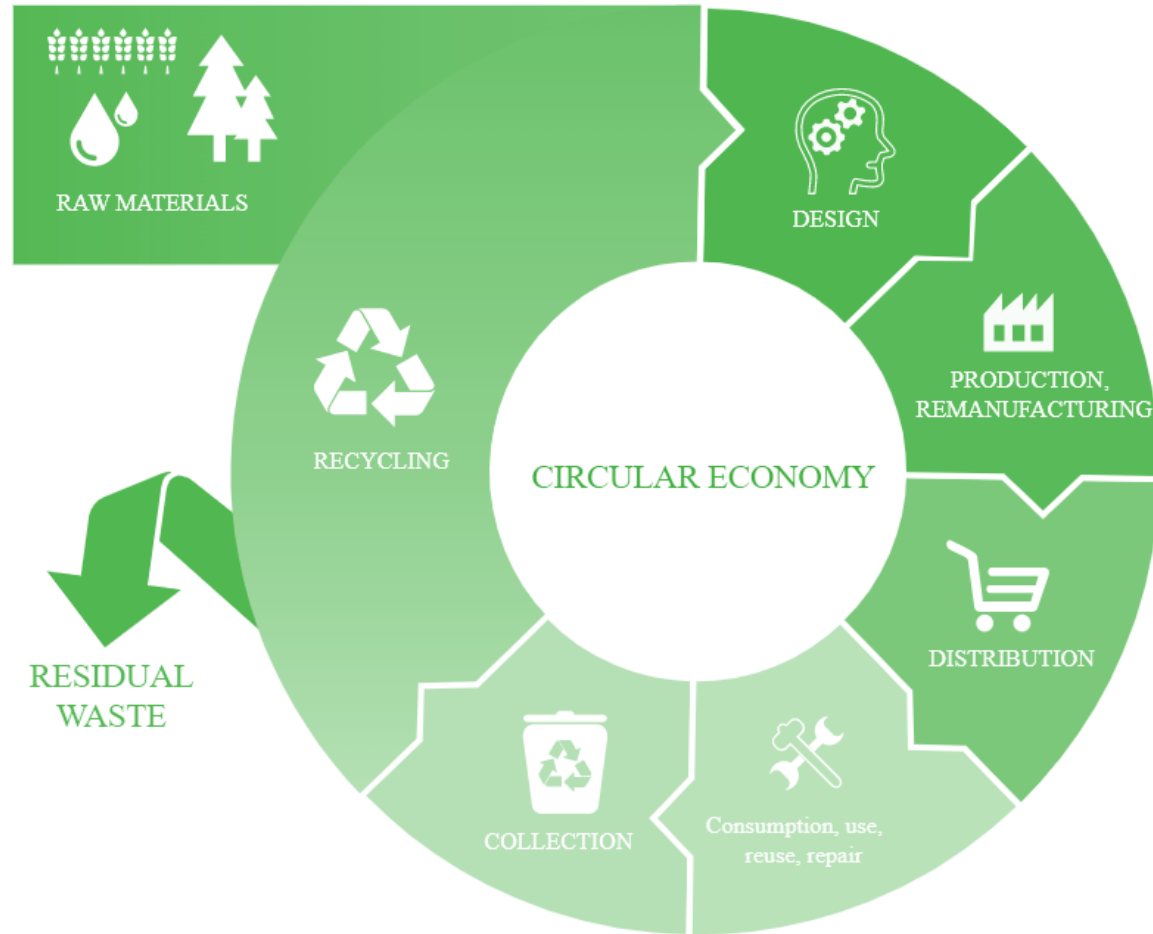 RAW MATERIALS
DESIGN
PRODUCTION,
REMANUFACTURING
DISTRIBUTION
Consumption, use,
reuse, repair
COLLECTION
RECYCLING
CIRCULAR ECONOMY
RESIDUAL
WASTE